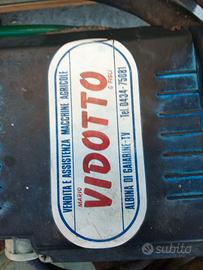 VENDITA E ASSISTENZA MACCHINE AGRICOLE
MARIO
VIDOTTO
& FIGLI
ALBINA DI GAIARINE-TV
Tel. 0434-75081
subito